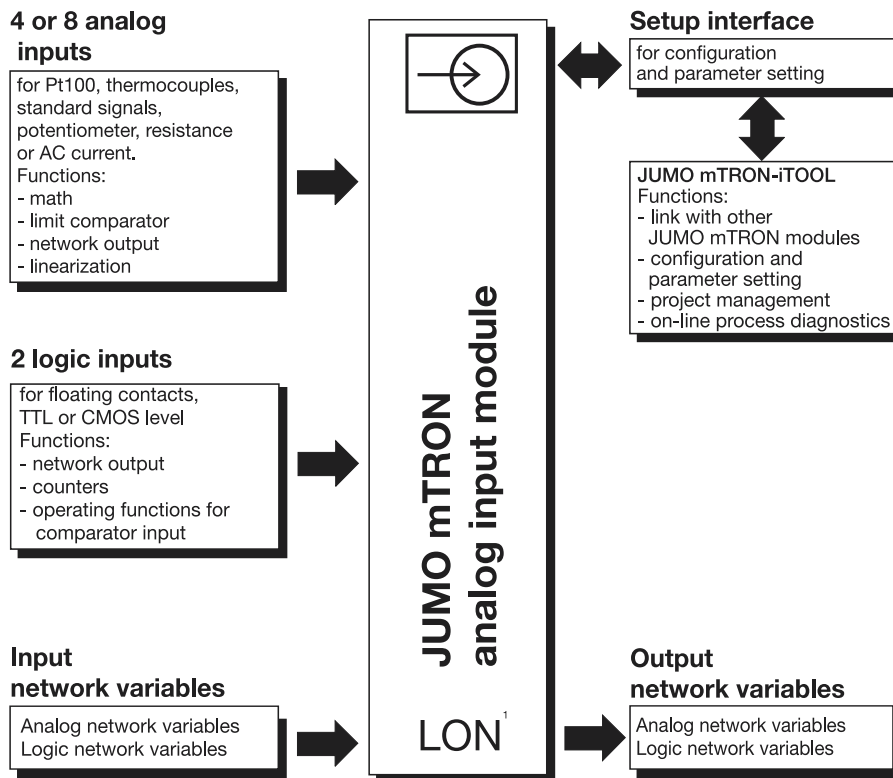 4 or 8 analog
inputs
for Pt100, thermocouples,
standard signals,
potentiometer, resistance
or AC current.
Functions:
- math
- limit comparator
- network output
- linearization
2 logic inputs
for floating contacts,
TTL or CMOS level
Functions:
- network output
- counters
- operating functions for
comparator input
Input
network variables
Analog network variables
Logic network variables
JUMO mTRON
analog input module
LON¹
Setup interface
for configuration
and parameter setting
JUMO mTRON-iTOOL
Functions:
- link with other
JUMO mTRON modules
- configuration and
parameter setting
- project management
- on-line process diagnostics
Output
network variables
Analog network variables
Logic network variables